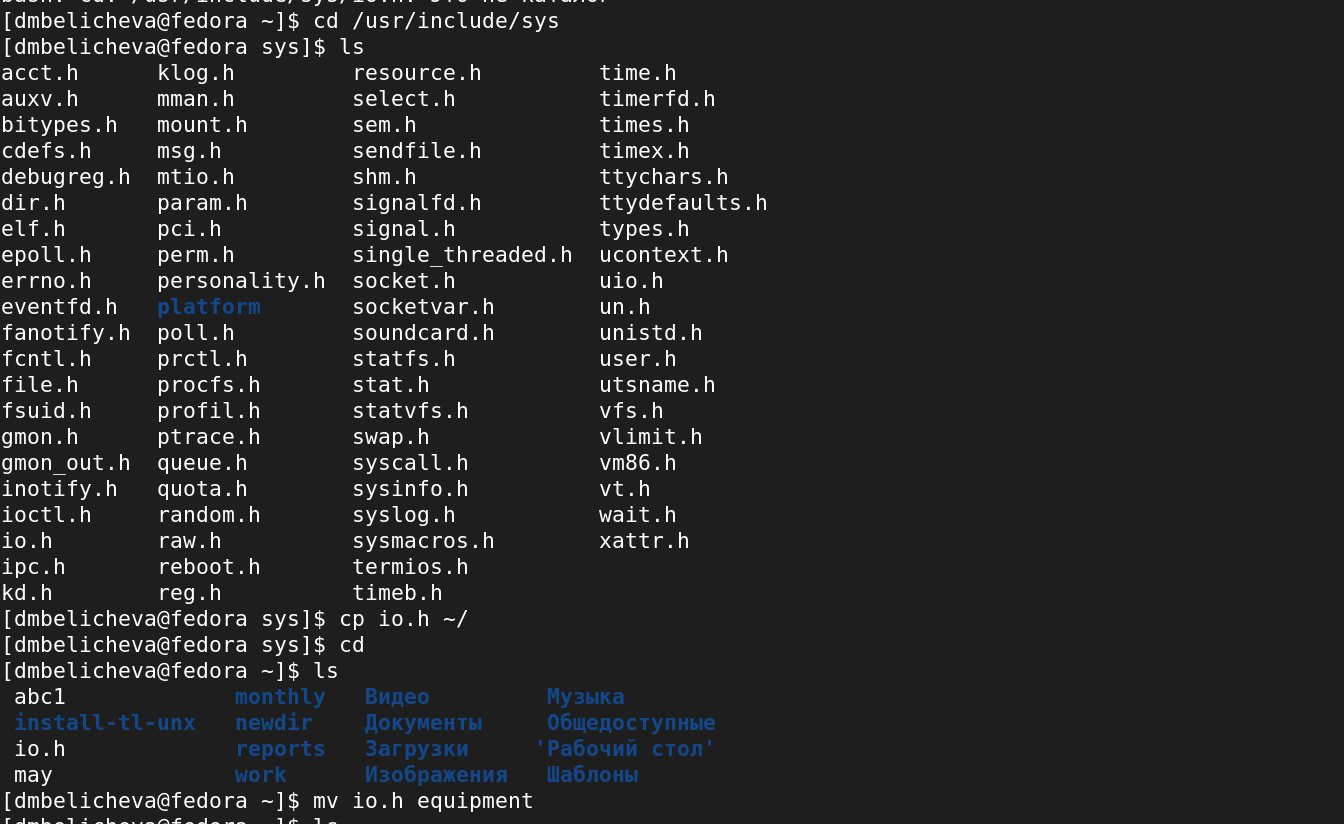 [dmbelicheva@fedora ~]$ cd /usr/include/sys
[dmbelicheva@fedora sys]$ ls
acct.h      klog.h         resource.h         time.h
auxv.h      mman.h         select.h           timerfd.h
bitypes.h   mount.h        sem.h              times.h
cdefs.h     msg.h          sendfile.h         timex.h
debugreg.h  mtio.h         shm.h              ttychars.h
dir.h       param.h        signalfd.h         ttydefaults.h
elf.h       pci.h          signal.h           types.h
epoll.h     perm.h         single_threaded.h  ucontext.h
errno.h     personality.h  socket.h           uio.h
eventfd.h   platform       socketvar.h        un.h
fanotify.h  poll.h         soundcard.h        unistd.h
fcntl.h     prctl.h        statfs.h           user.h
file.h      procfs.h       stat.h             utsname.h
fsuid.h     profil.h       statvfs.h          vfs.h
gmon.h      ptrace.h       swap.h             vlimit.h
gmon_out.h  queue.h        syscall.h          vm86.h
inotify.h   quota.h        sysinfo.h          vt.h
ioctl.h     random.h       syslog.h           wait.h
io.h        raw.h          sysmacros.h        xattr.h
ipc.h       reboot.h       termios.h
kd.h        reg.h          timeb.h
[dmbelicheva@fedora sys]$ cp io.h ~/
[dmbelicheva@fedora sys]$ cd
[dmbelicheva@fedora ~]$ ls
 abc1             monthly   Видео         Музыка
 install-tl-unx   newdir    Документы     Общедоступные
 io.h             reports   Загрузки     'Рабочий стол'
 may              work      Изображения   Шаблоны
[dmbelicheva@fedora ~]$ mv io.h equipment
[dmbelicheva@fedora ~]$ ls